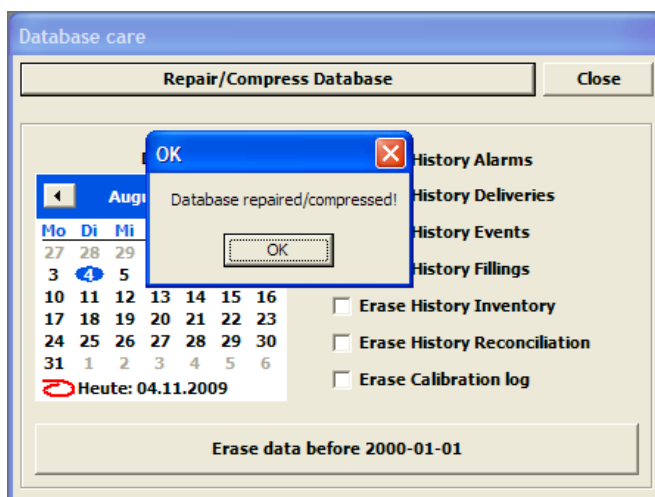 Database care
Repair/Compress Database
Close
OK
Database repaired/compressed!
OK
History Alarms
History Deliveries
History Events
History Fillings
Erase History Inventory
Erase History Reconciliation
Erase Calibration log
Mo Di Mi
27 28 29
3 4 5
10 11 12 13 14 15 16
17 18 19 20 21 22 23
24 25 26 27 28 29 30
31 1 2 3 4 5 6
Heute: 04.11.2009
Erase data before 2000-01-01